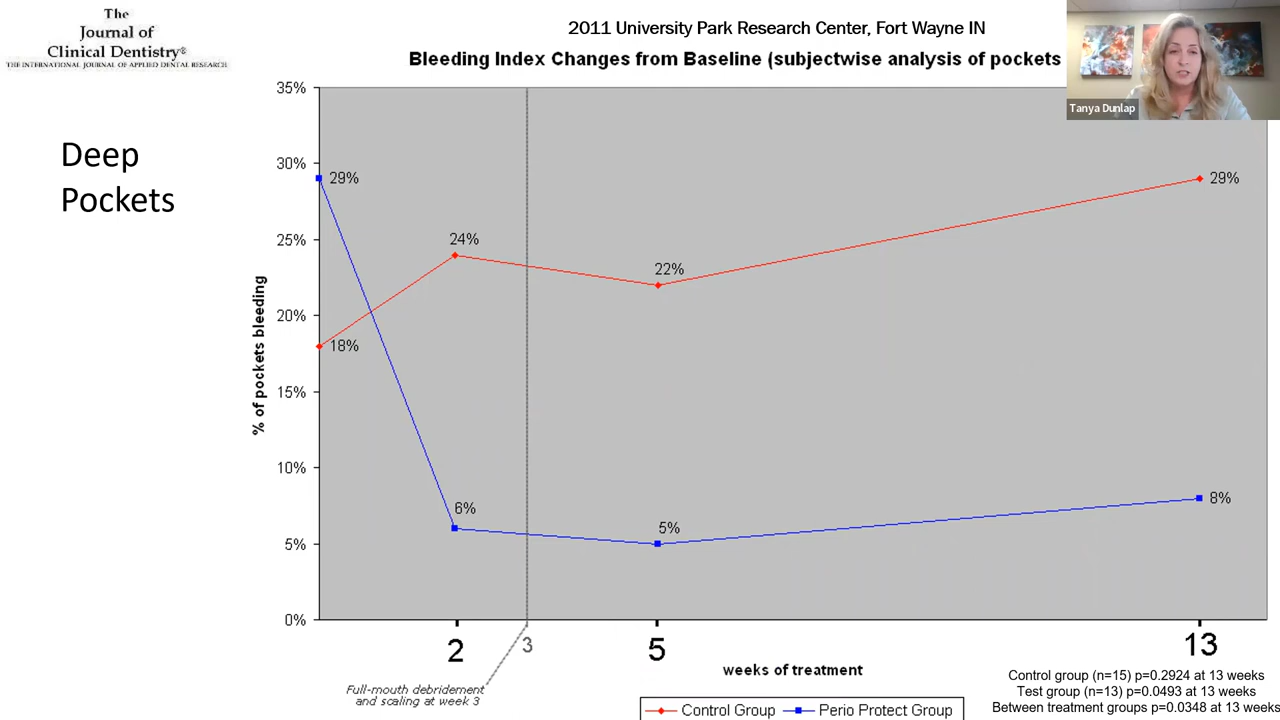 The
Journal of
Clinical Dentistry®
THE INTERNATIONAL JOURNAL OF APPLIED DENTAL RESEARCH
2011 University Park Research Center, Fort Wayne IN
Bleeding Index Changes from Baseline (subjectwise analysis of pockets
Tanya Dunlap
Deep
Pockets
% of pockets bleeding
35%
30%
25%
20%
15%
10%
5%
0%
29%
18%
24%
22%
29%
6%
5%
8%
2
3
5
13
weeks of treatment
Full-mouth debridement
and scaling at week 3
Control Group
Perio Protect Group
Control group (n=15) p=0.2924 at 13 weeks
Test group (n=13) p=0.0493 at 13 weeks
Between treatment groups p=0.0348 at 13 weeks